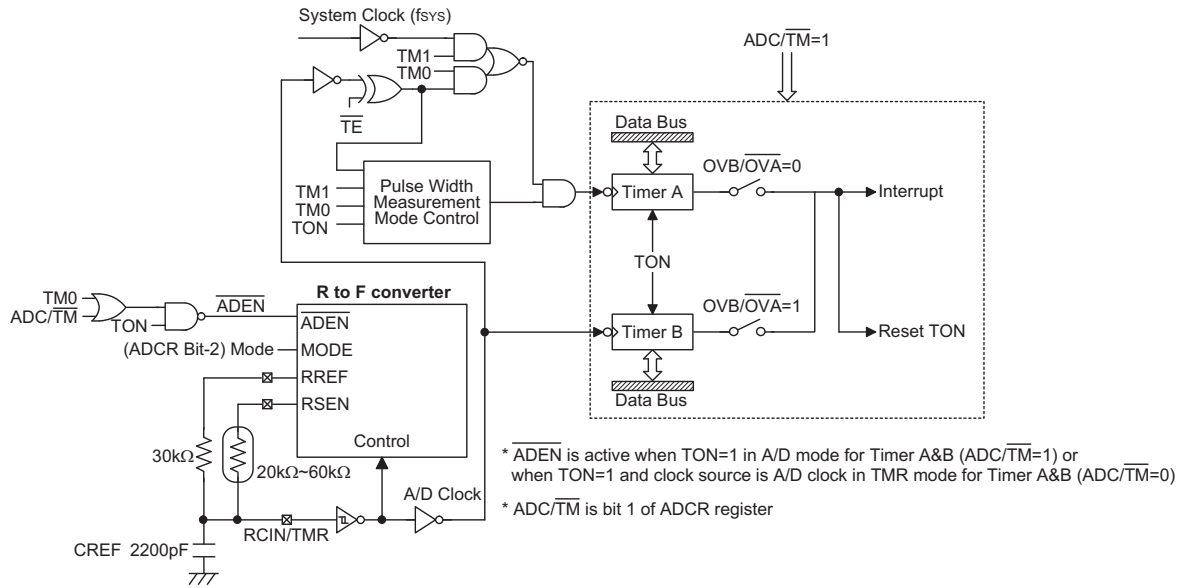 System Clock (fSYS)
TM1
TM0
TE
ADC/TM=1
Data Bus
OVB/OVA=0
Timer A
Interrupt
Pulse Width
Measurement
Mode Control
TM1
TM0
TON
TON
R to F converter
OVB/OVA=1
Timer B
Reset TON
Data Bus
TM0
ADC/TM
TON
ADEN
ADEN
(ADCR Bit-2) Mode
MODE
RREF
RSEN
Control
30kΩ
20kΩ~60kΩ
A/D Clock
RCIN/TMR
CREF 2200pF
* ADEN is active when TON=1 in A/D mode for Timer A&B (ADC/TM=1) or
when TON=1 and clock source is A/D clock in TMR mode for Timer A&B (ADC/TM=0)
* ADC/TM is bit 1 of ADCR register